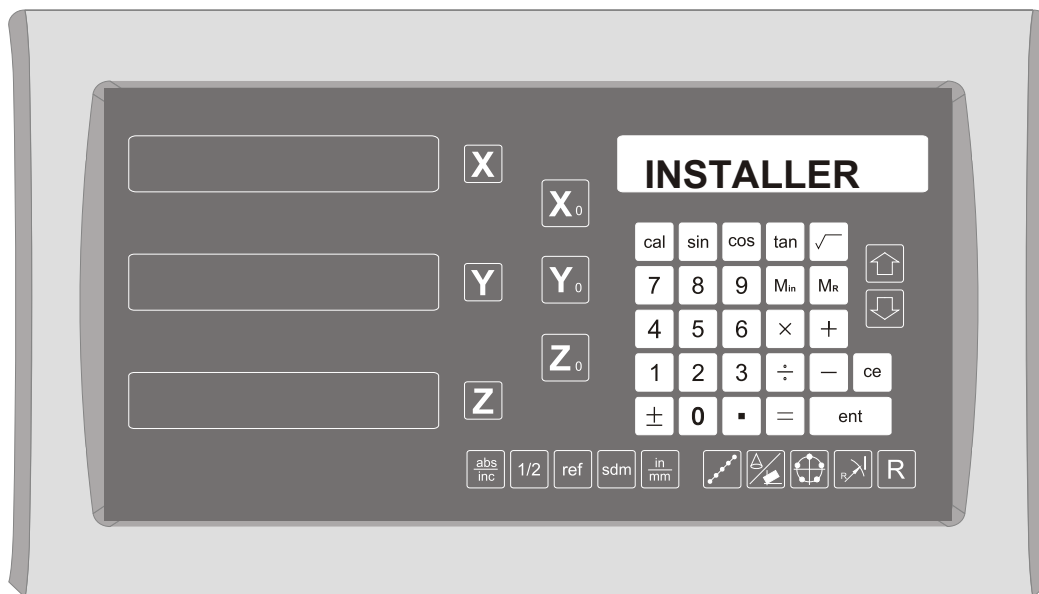 X
INSTALLER
X₀
cal sin cos tan √
Y
Y₀
7 8 9 Min MR
4 5 6 × +
Z₀
1 2 3 ÷ − ce
Z
± 0 . = ent
abs/inc 1/2 ref sdm in/mm R R